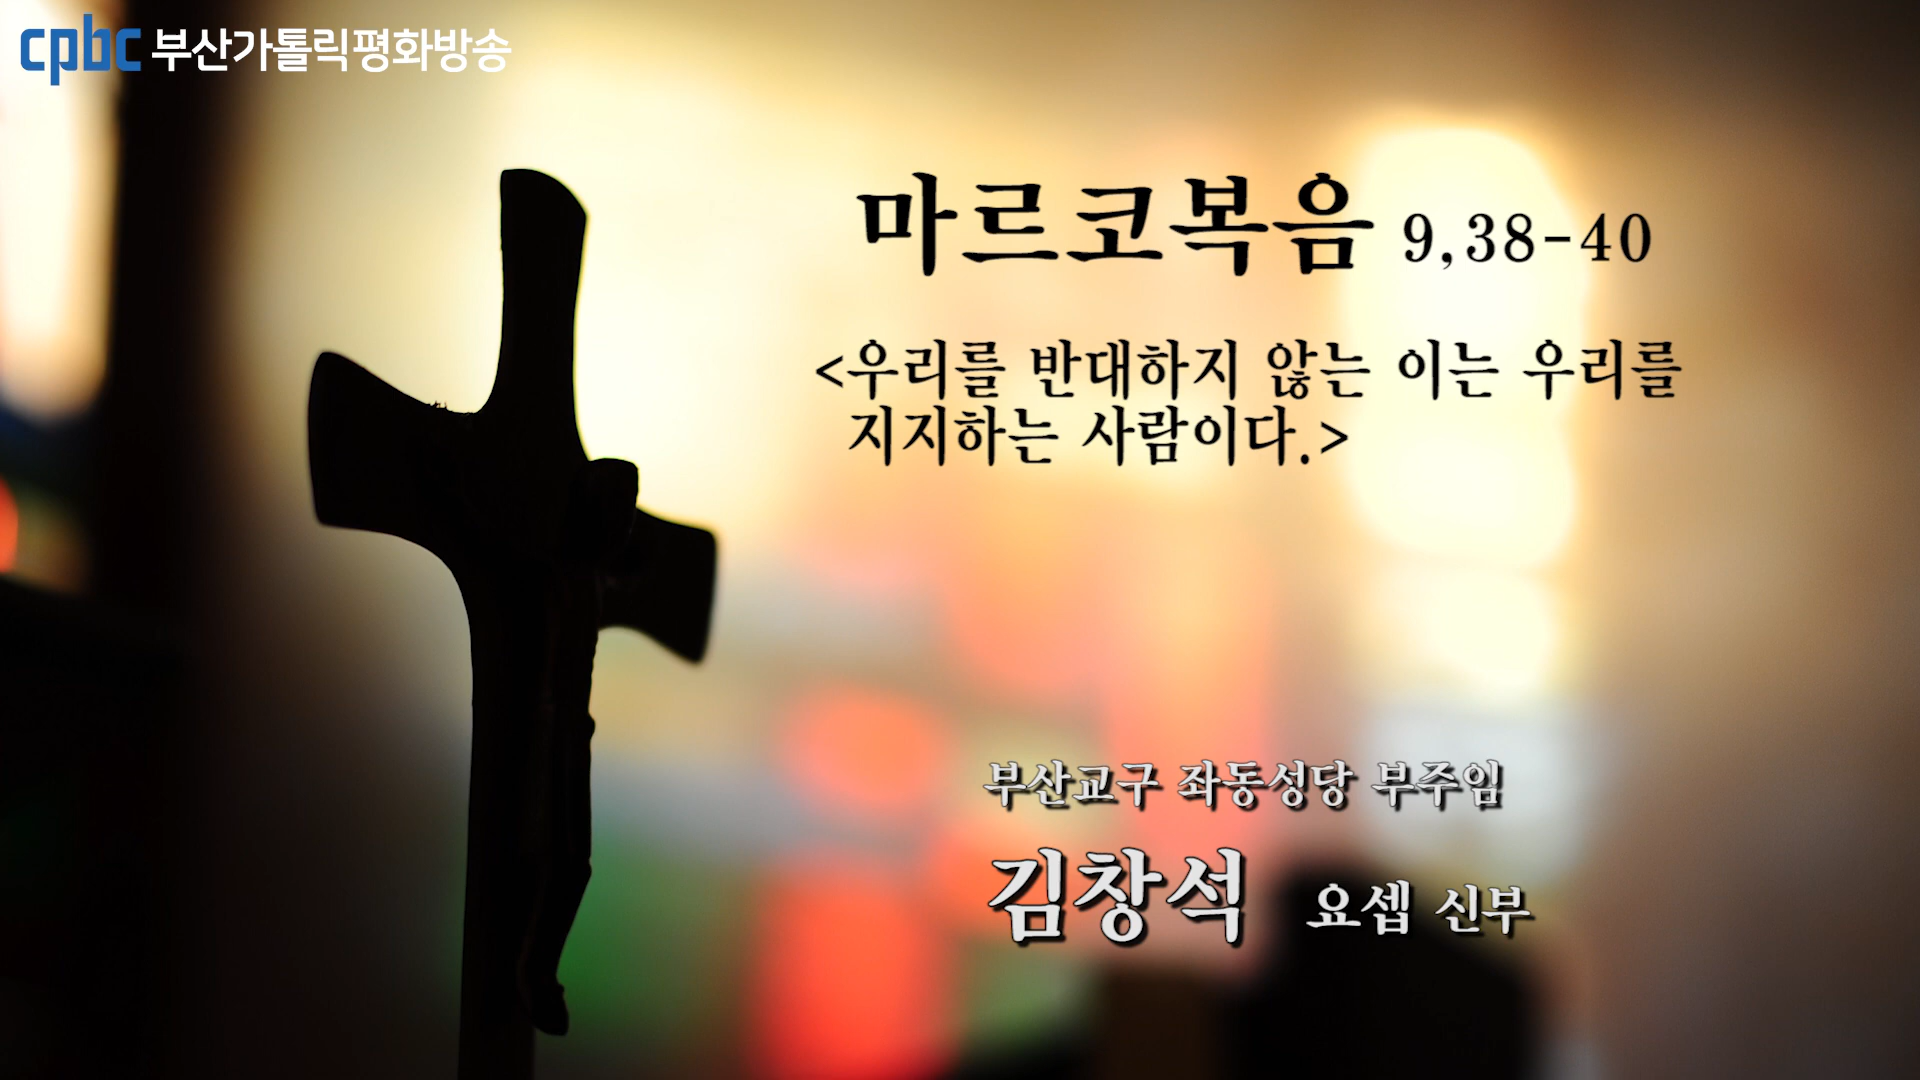 cpbc 부산가톨릭평화방송
마르코복음 9,38-40
<우리를 반대하지 않는 이는 우리를
지지하는 사람이다.>
부산교구 좌동성당 부주임
김창석 요셉 신부